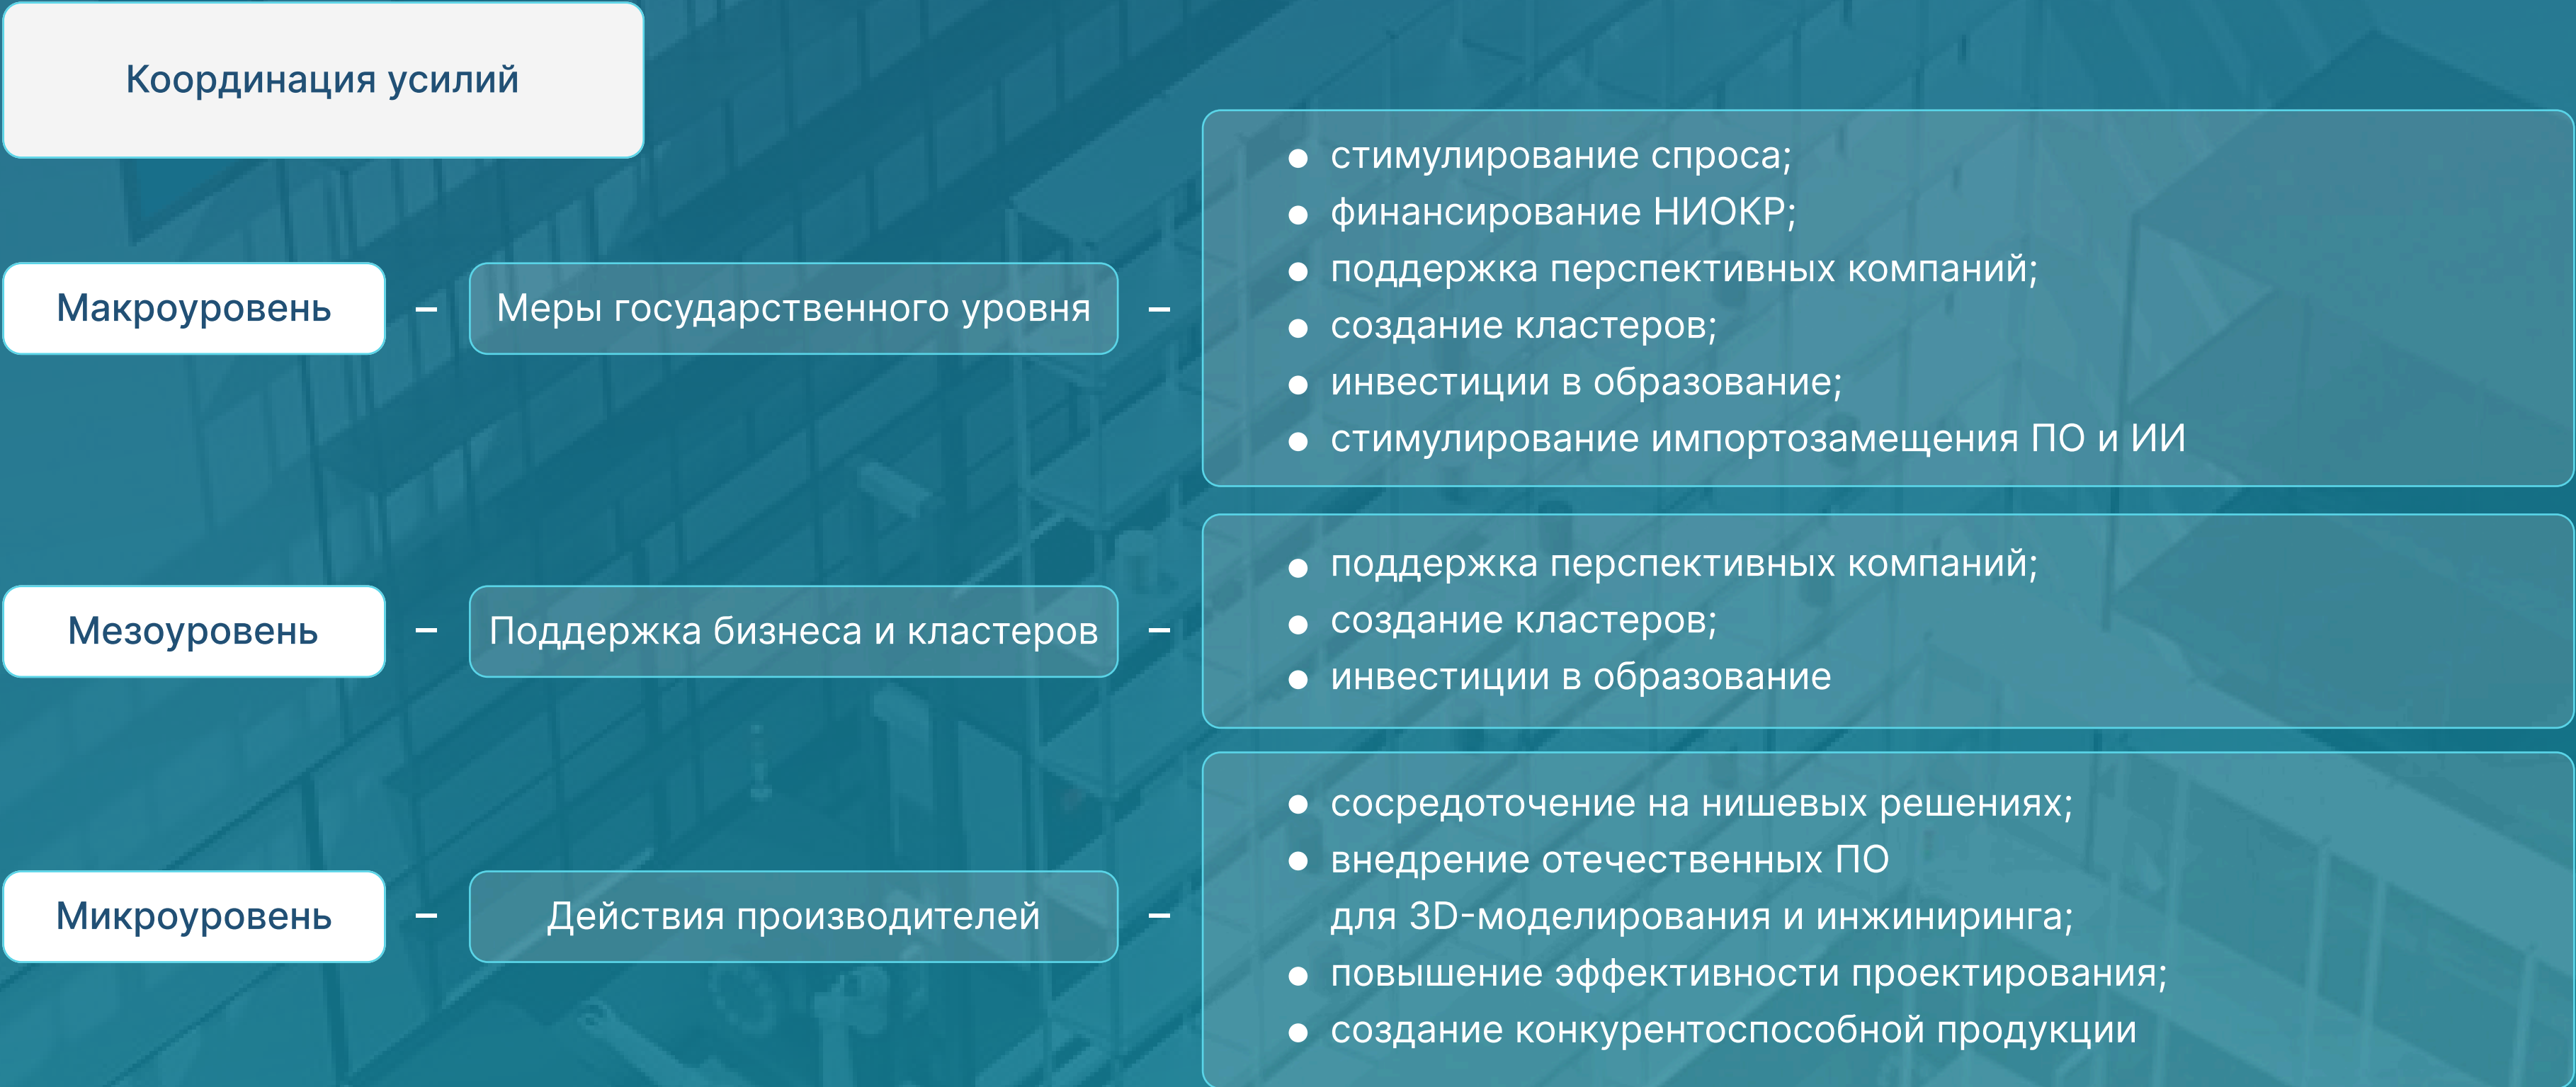 Координация усилий
Макроуровень – Меры государственного уровня –
● стимулирование спроса;
● финансирование НИОКР;
● поддержка перспективных компаний;
● создание кластеров;
● инвестиции в образование;
● стимулирование импортозамещения ПО и ИИ
Мезоуровень – Поддержка бизнеса и кластеров –
● поддержка перспективных компаний;
● создание кластеров;
● инвестиции в образование
Микроуровень – Действия производителей –
● сосредоточение на нишевых решениях;
● внедрение отечественных ПО
для 3D-моделирования и инжиниринга;
● повышение эффективности проектирования;
● создание конкурентоспособной продукции